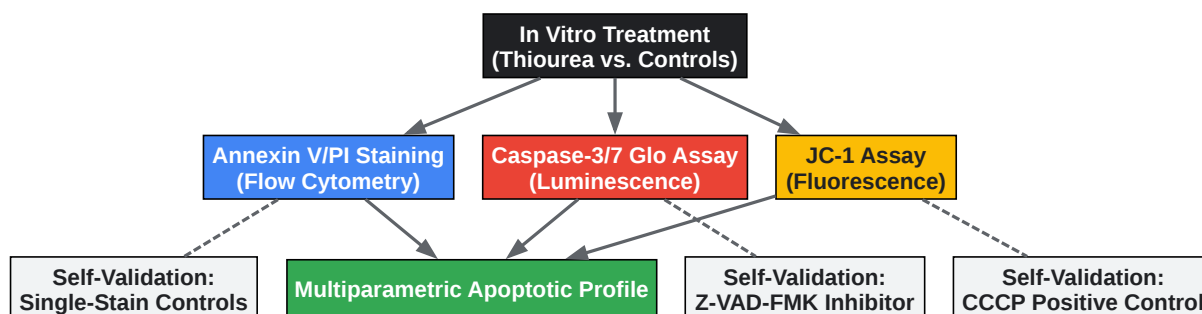 In Vitro Treatment
(Thiourea vs. Controls)
Annexin V/PI Staining
(Flow Cytometry)
Caspase-3/7 Glo Assay
(Luminescence)
JC-1 Assay
(Fluorescence)
Self-Validation:
Single-Stain Controls
Multiparametric Apoptotic Profile
Self-Validation:
Z-VAD-FMK Inhibitor
Self-Validation:
CCCP Positive Control